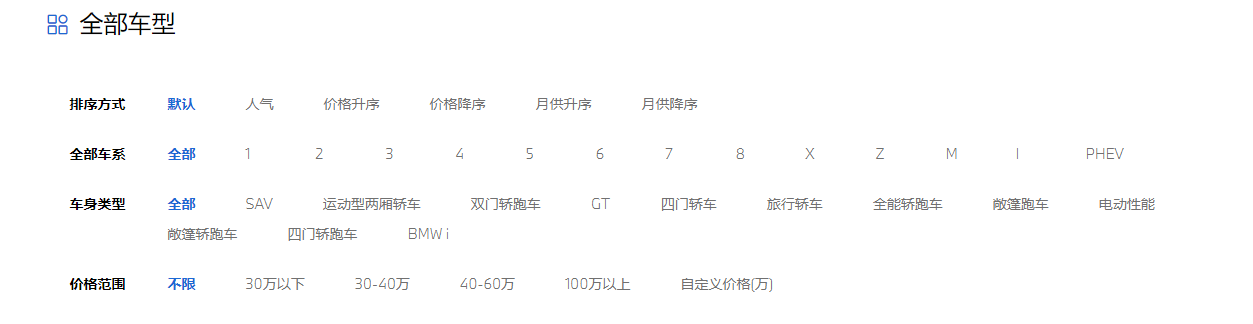 全部车型
排序方式 默认 人气 价格升序 价格降序 月供升序 月供降序
全部车系 全部 1 2 3 4 5 6 7 8 X Z M I PHEV
车身类型 全部 SAV 运动型两厢轿车 双门轿跑车 GT 四门轿车 旅行轿车 全能轿跑车 敞篷跑车 电动性能
敞篷轿跑车 四门轿跑车 BMW i
价格范围 不限 30万以下 30-40万 40-60万 100万以上 自定义价格(万)